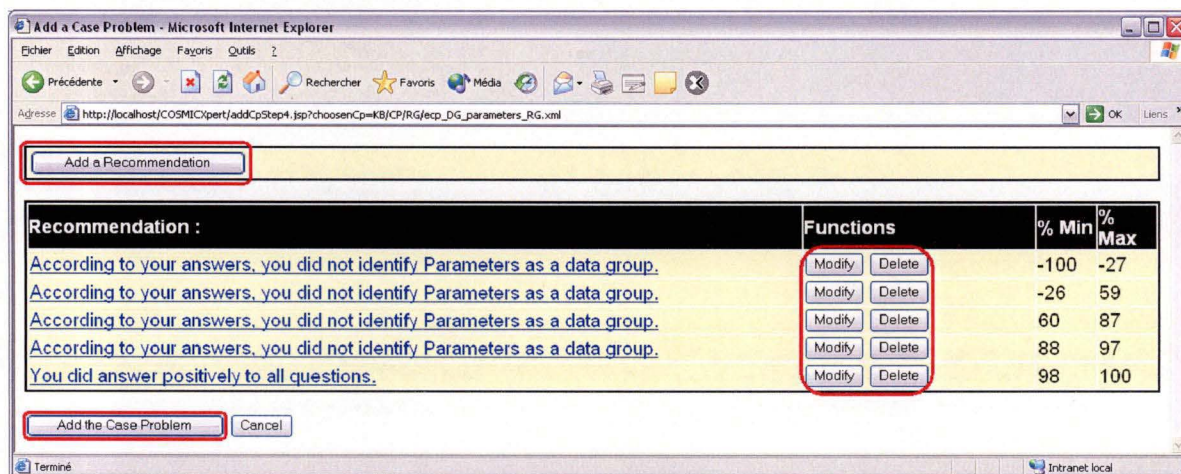 Add a Case Problem - Microsoft Internet Explorer
Fichier Edition Affichage Favoris Outils ?
Précédente Rechercher Favoris Média
Adresse http://localhost/COSMICXpert/addCpStep4.jsp?choosenCp=KB/CP/RG/ecp_DG_parameters_RG.xml OK Liens »
Add a Recommendation
Recommendation : Functions % Min % Max
According to your answers, you did not identify Parameters as a data group. Modify Delete -100 -27
According to your answers, you did not identify Parameters as a data group. Modify Delete -26 59
According to your answers, you did not identify Parameters as a data group. Modify Delete 60 87
According to your answers, you did not identify Parameters as a data group. Modify Delete 88 97
You did answer positively to all questions. Modify Delete 98 100
Add the Case Problem Cancel
Terminé Intranet local